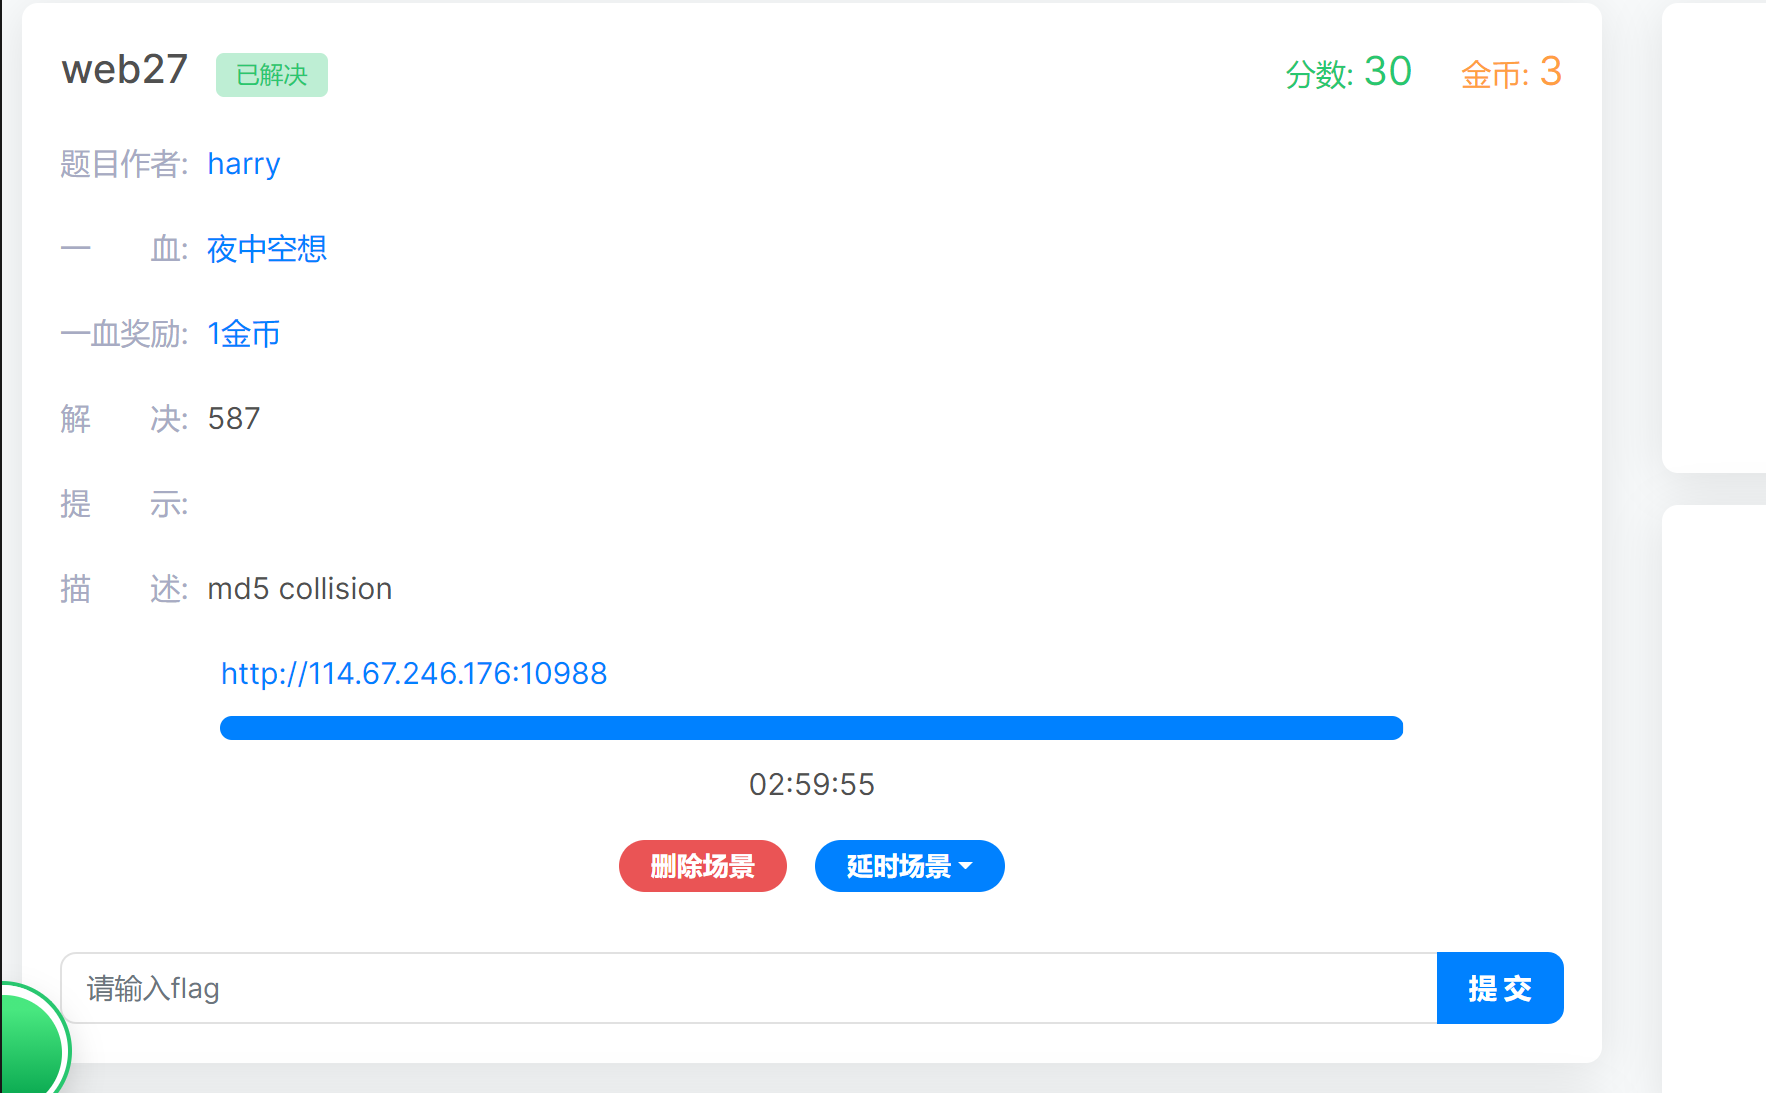 web27 已解决 分数: 30 金币: 3
题目作者: harry
一 血: 夜中空想
一血奖励: 1金币
解 决: 587
提 示:
描 述: md5 collision
http://114.67.246.176:10988
02:59:55
删除场景 延时场景
请输入flag 提 交